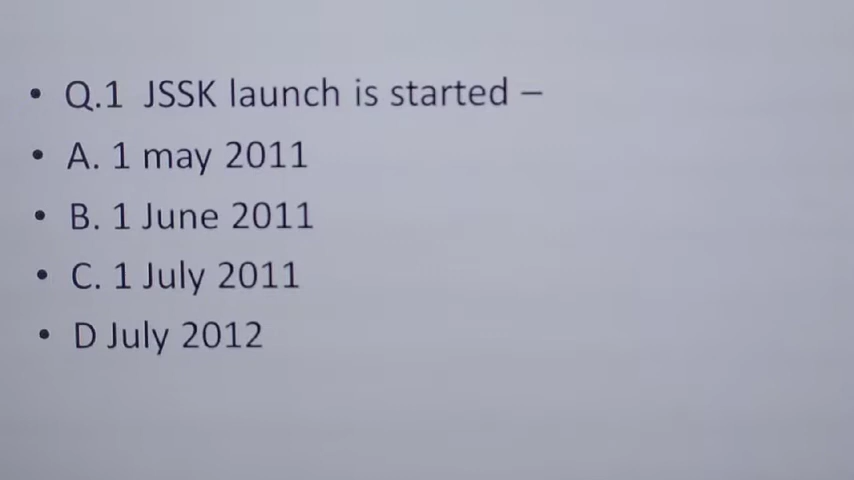 • Q.1 JSSK launch is started –
• A. 1 may 2011
• B. 1 June 2011
• C. 1 July 2011
• D July 2012